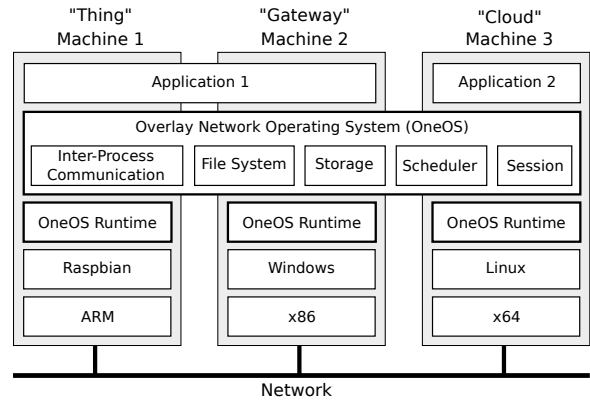 "Thing"
Machine 1
"Gateway"
Machine 2
"Cloud"
Machine 3
Application 1
Application 2
Overlay Network Operating System (OneOS)
Inter-Process
Communication
File System
Storage
Scheduler
Session
OneOS Runtime
OneOS Runtime
OneOS Runtime
Raspbian
Windows
Linux
ARM
x86
x64
Network